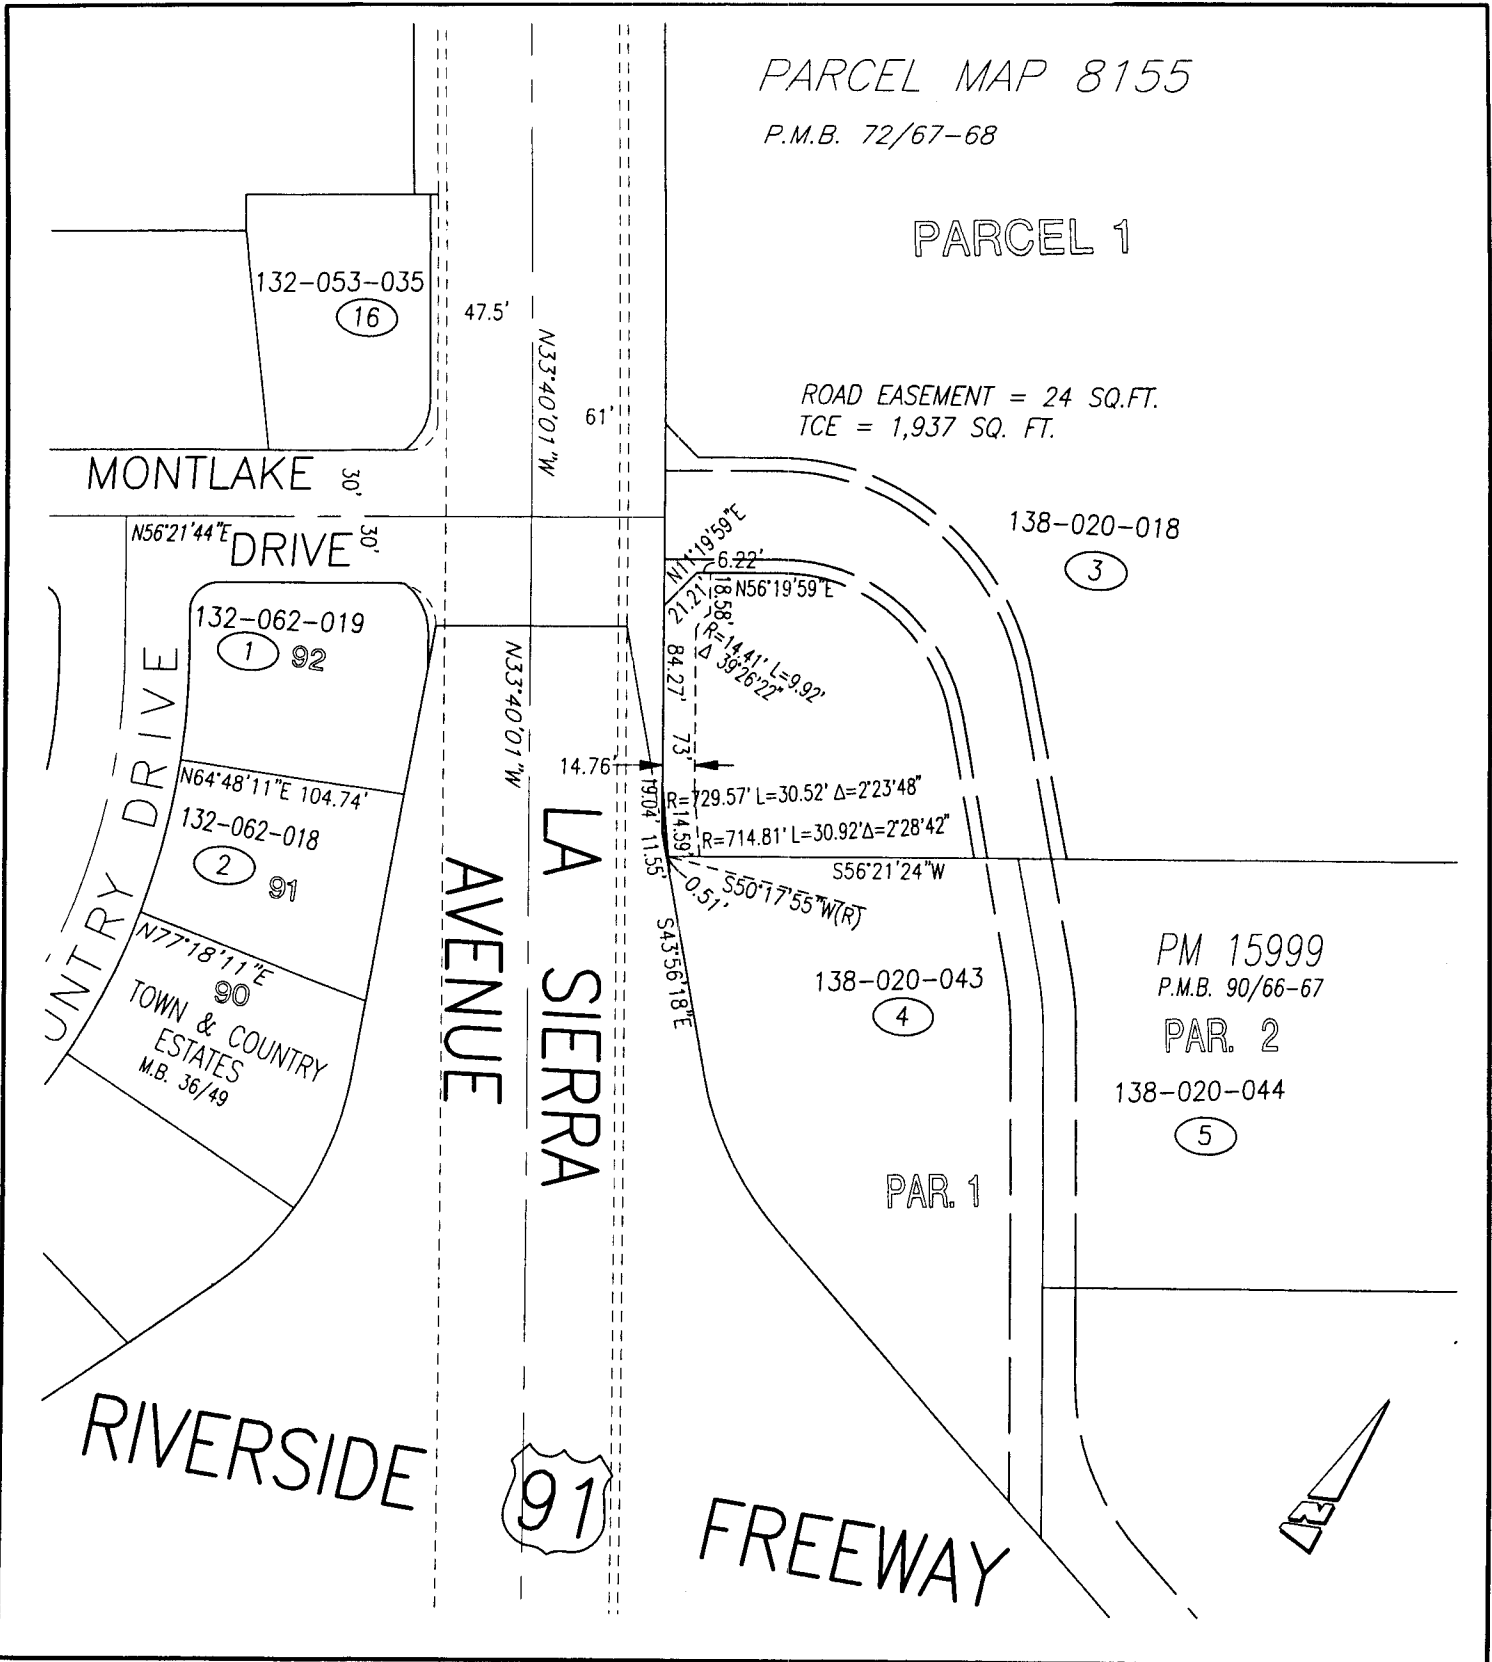 PARCEL MAP 8155
P.M.B. 72/67-68
PARCEL 1
132-053-035
16
47.5'
N33°40'01"W
61'
ROAD EASEMENT = 24 SQ.FT.
TCE = 1,937 SQ. FT.
MONTLAKE
30'
N56°21'44"E
DRIVE
30'
138-020-018
3
N11°19'59"E
6.22'
21.21'
18.58'
N56°19'59"E
R=14.41' L=9.92'
Δ 39°26'22"
84.27'
73'
132-062-019
1
92
N33°40'01"W
14.76'
N64°48'11"E 104.74'
132-062-018
2
91
19.04'
11.55'
R=729.57' L=30.52' Δ=2°23'48"
14.59'
R=714.81' L=30.92' Δ=2°28'42"
S56°21'24"W
0.51'
S50°17'55"W(R)
S43°56'18"E
LA SIERRA
AVENUE
UNTRY DRIVE
N77°18'11"E
90
TOWN & COUNTRY
ESTATES
M.B. 36/49
138-020-043
4
PM 15999
P.M.B. 90/66-67
PAR. 2
138-020-044
5
PAR. 1
RIVERSIDE
91
FREEWAY
N